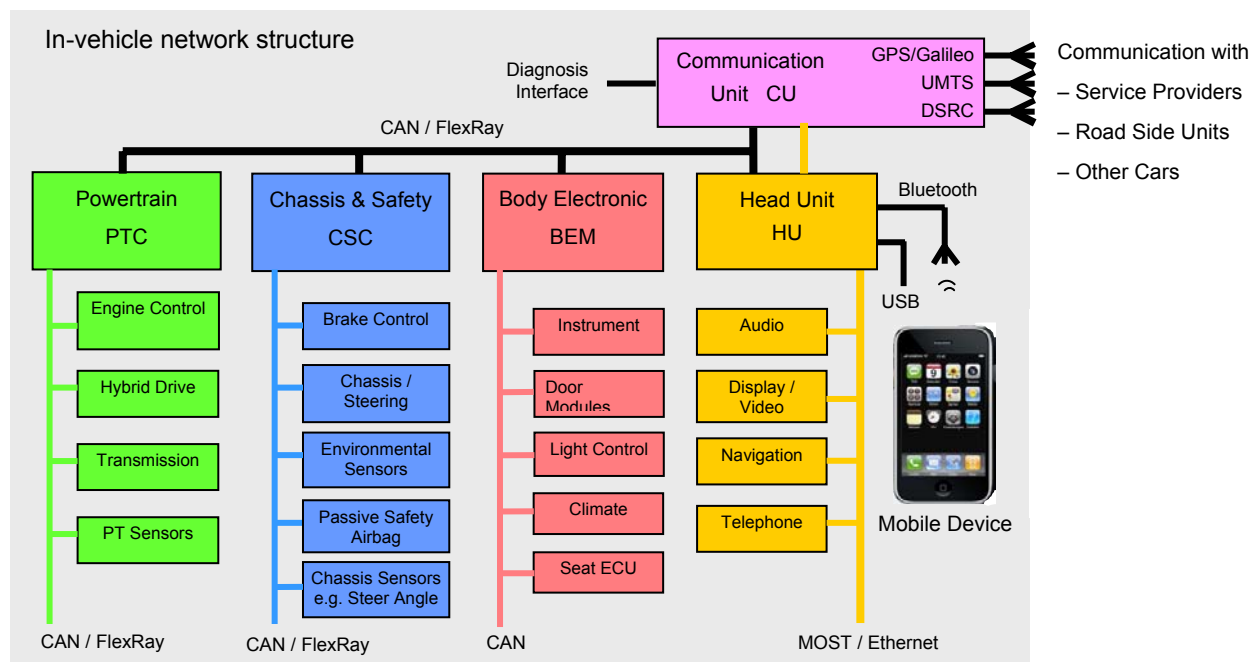 In-vehicle network structure
Diagnosis
Interface
Communication
Unit CU
GPS/Galileo
UMTS
DSRC
Communication with
– Service Providers
– Road Side Units
– Other Cars
CAN / FlexRay
Powertrain
PTC
Chassis & Safety
CSC
Body Electronic
BEM
Head Unit
HU
Bluetooth
USB
Engine Control
Hybrid Drive
Transmission
PT Sensors
CAN / FlexRay
Brake Control
Chassis /
Steering
Environmental
Sensors
Passive Safety
Airbag
Chassis Sensors
e.g. Steer Angle
CAN / FlexRay
Instrument
Door
Modules
Light Control
Climate
Seat ECU
CAN
Audio
Display /
Video
Navigation
Telephone
MOST / Ethernet
Mobile Device